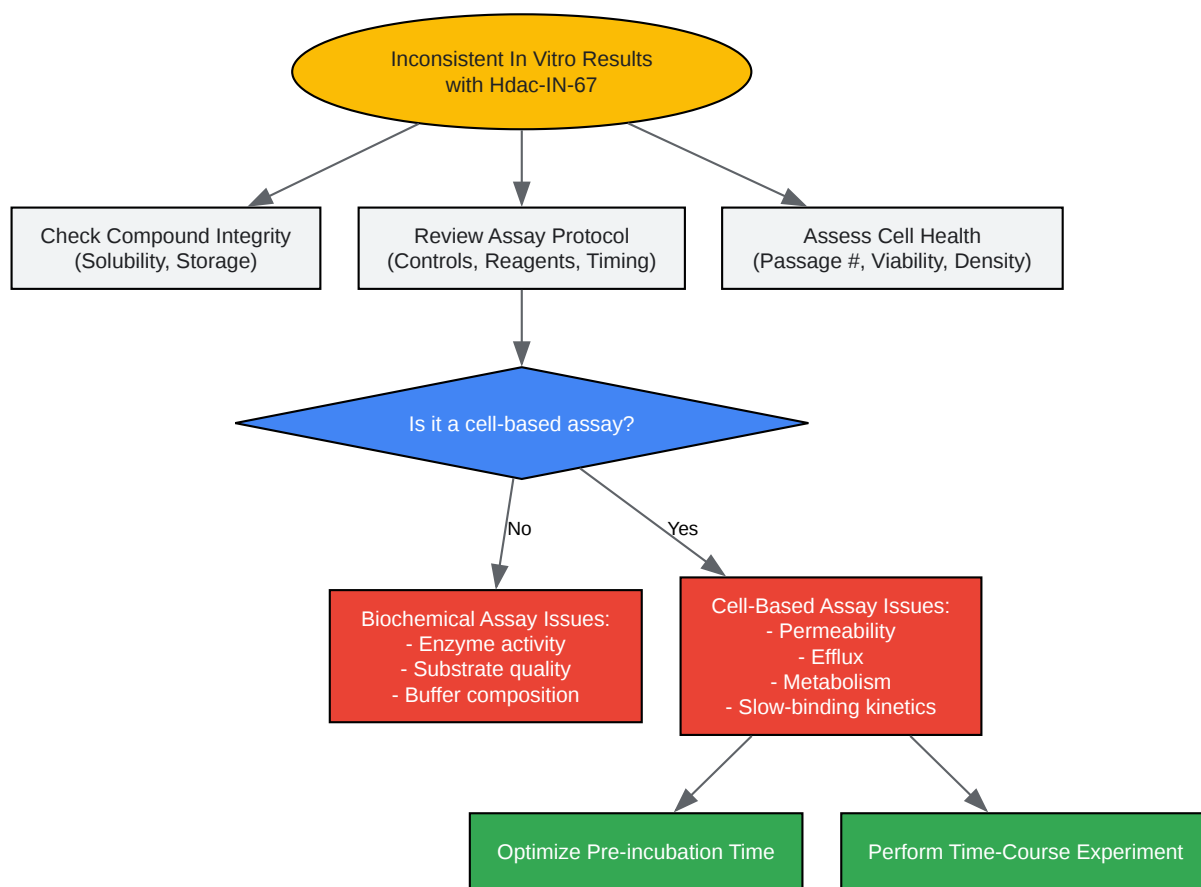 Inconsistent In Vitro Results
with Hdac-IN-67
Check Compound Integrity
(Solubility, Storage)
Review Assay Protocol
(Controls, Reagents, Timing)
Assess Cell Health
(Passage #, Viability, Density)
Is it a cell-based assay?
No
Yes
Biochemical Assay Issues:
- Enzyme activity
- Substrate quality
- Buffer composition
Cell-Based Assay Issues:
- Permeability
- Efflux
- Metabolism
- Slow-binding kinetics
Optimize Pre-incubation Time
Perform Time-Course Experiment